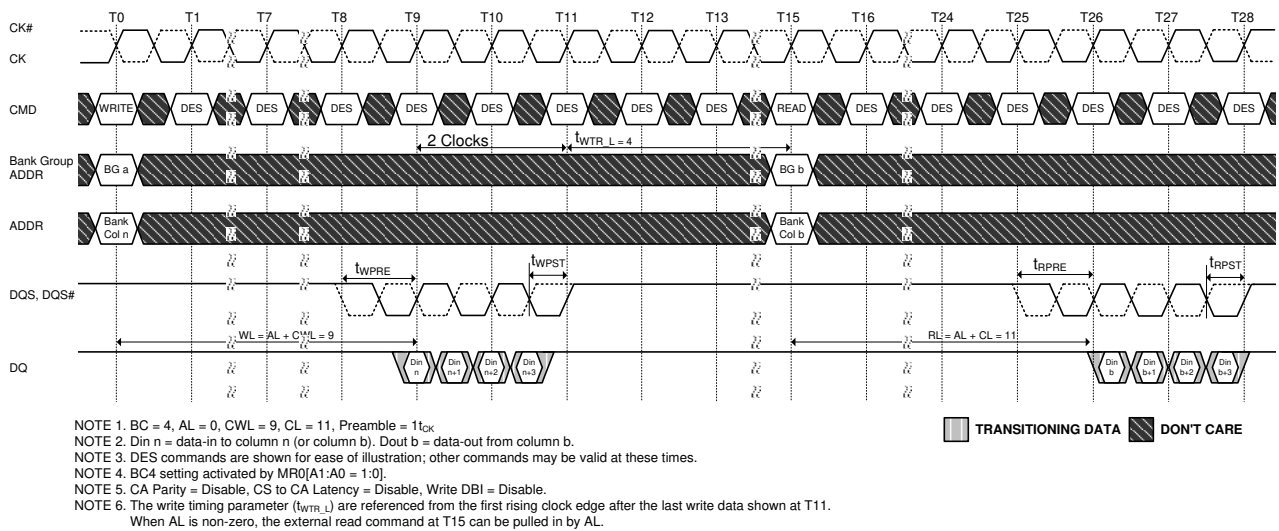 CK# T0 T1 T7 T8 T9 T10 T11 T12 T13 T15 T16 T24 T25 T26 T27 T28
CK
CMD WRITE DES DES DES DES DES DES DES DES READ DES DES DES DES DES DES
2 Clocks tWTR_L = 4
Bank Group
ADDR BG a BG b
ADDR Bank Col n Bank Col b
tWPRE tWPST tRPRE tRPST
DQS, DQS#
WL = AL + CWL = 9 RL = AL + CL = 11
DQ Din n Din n+1 Din n+2 Din n+3 Din b Din b+1 Din b+2 Din b+3
NOTE 1. BC = 4, AL = 0, CWL = 9, CL = 11, Preamble = 1tCK
TRANSITIONING DATA DON'T CARE
NOTE 2. Din n = data-in to column n (or column b). Dout b = data-out from column b.
NOTE 3. DES commands are shown for ease of illustration; other commands may be valid at these times.
NOTE 4. BC4 setting activated by MR0[A1:A0 = 1:0].
NOTE 5. CA Parity = Disable, CS to CA Latency = Disable, Write DBI = Disable.
NOTE 6. The write timing parameter (tWTR_L) are referenced from the first rising clock edge after the last write data shown at T11.
When AL is non-zero, the external read command at T15 can be pulled in by AL.